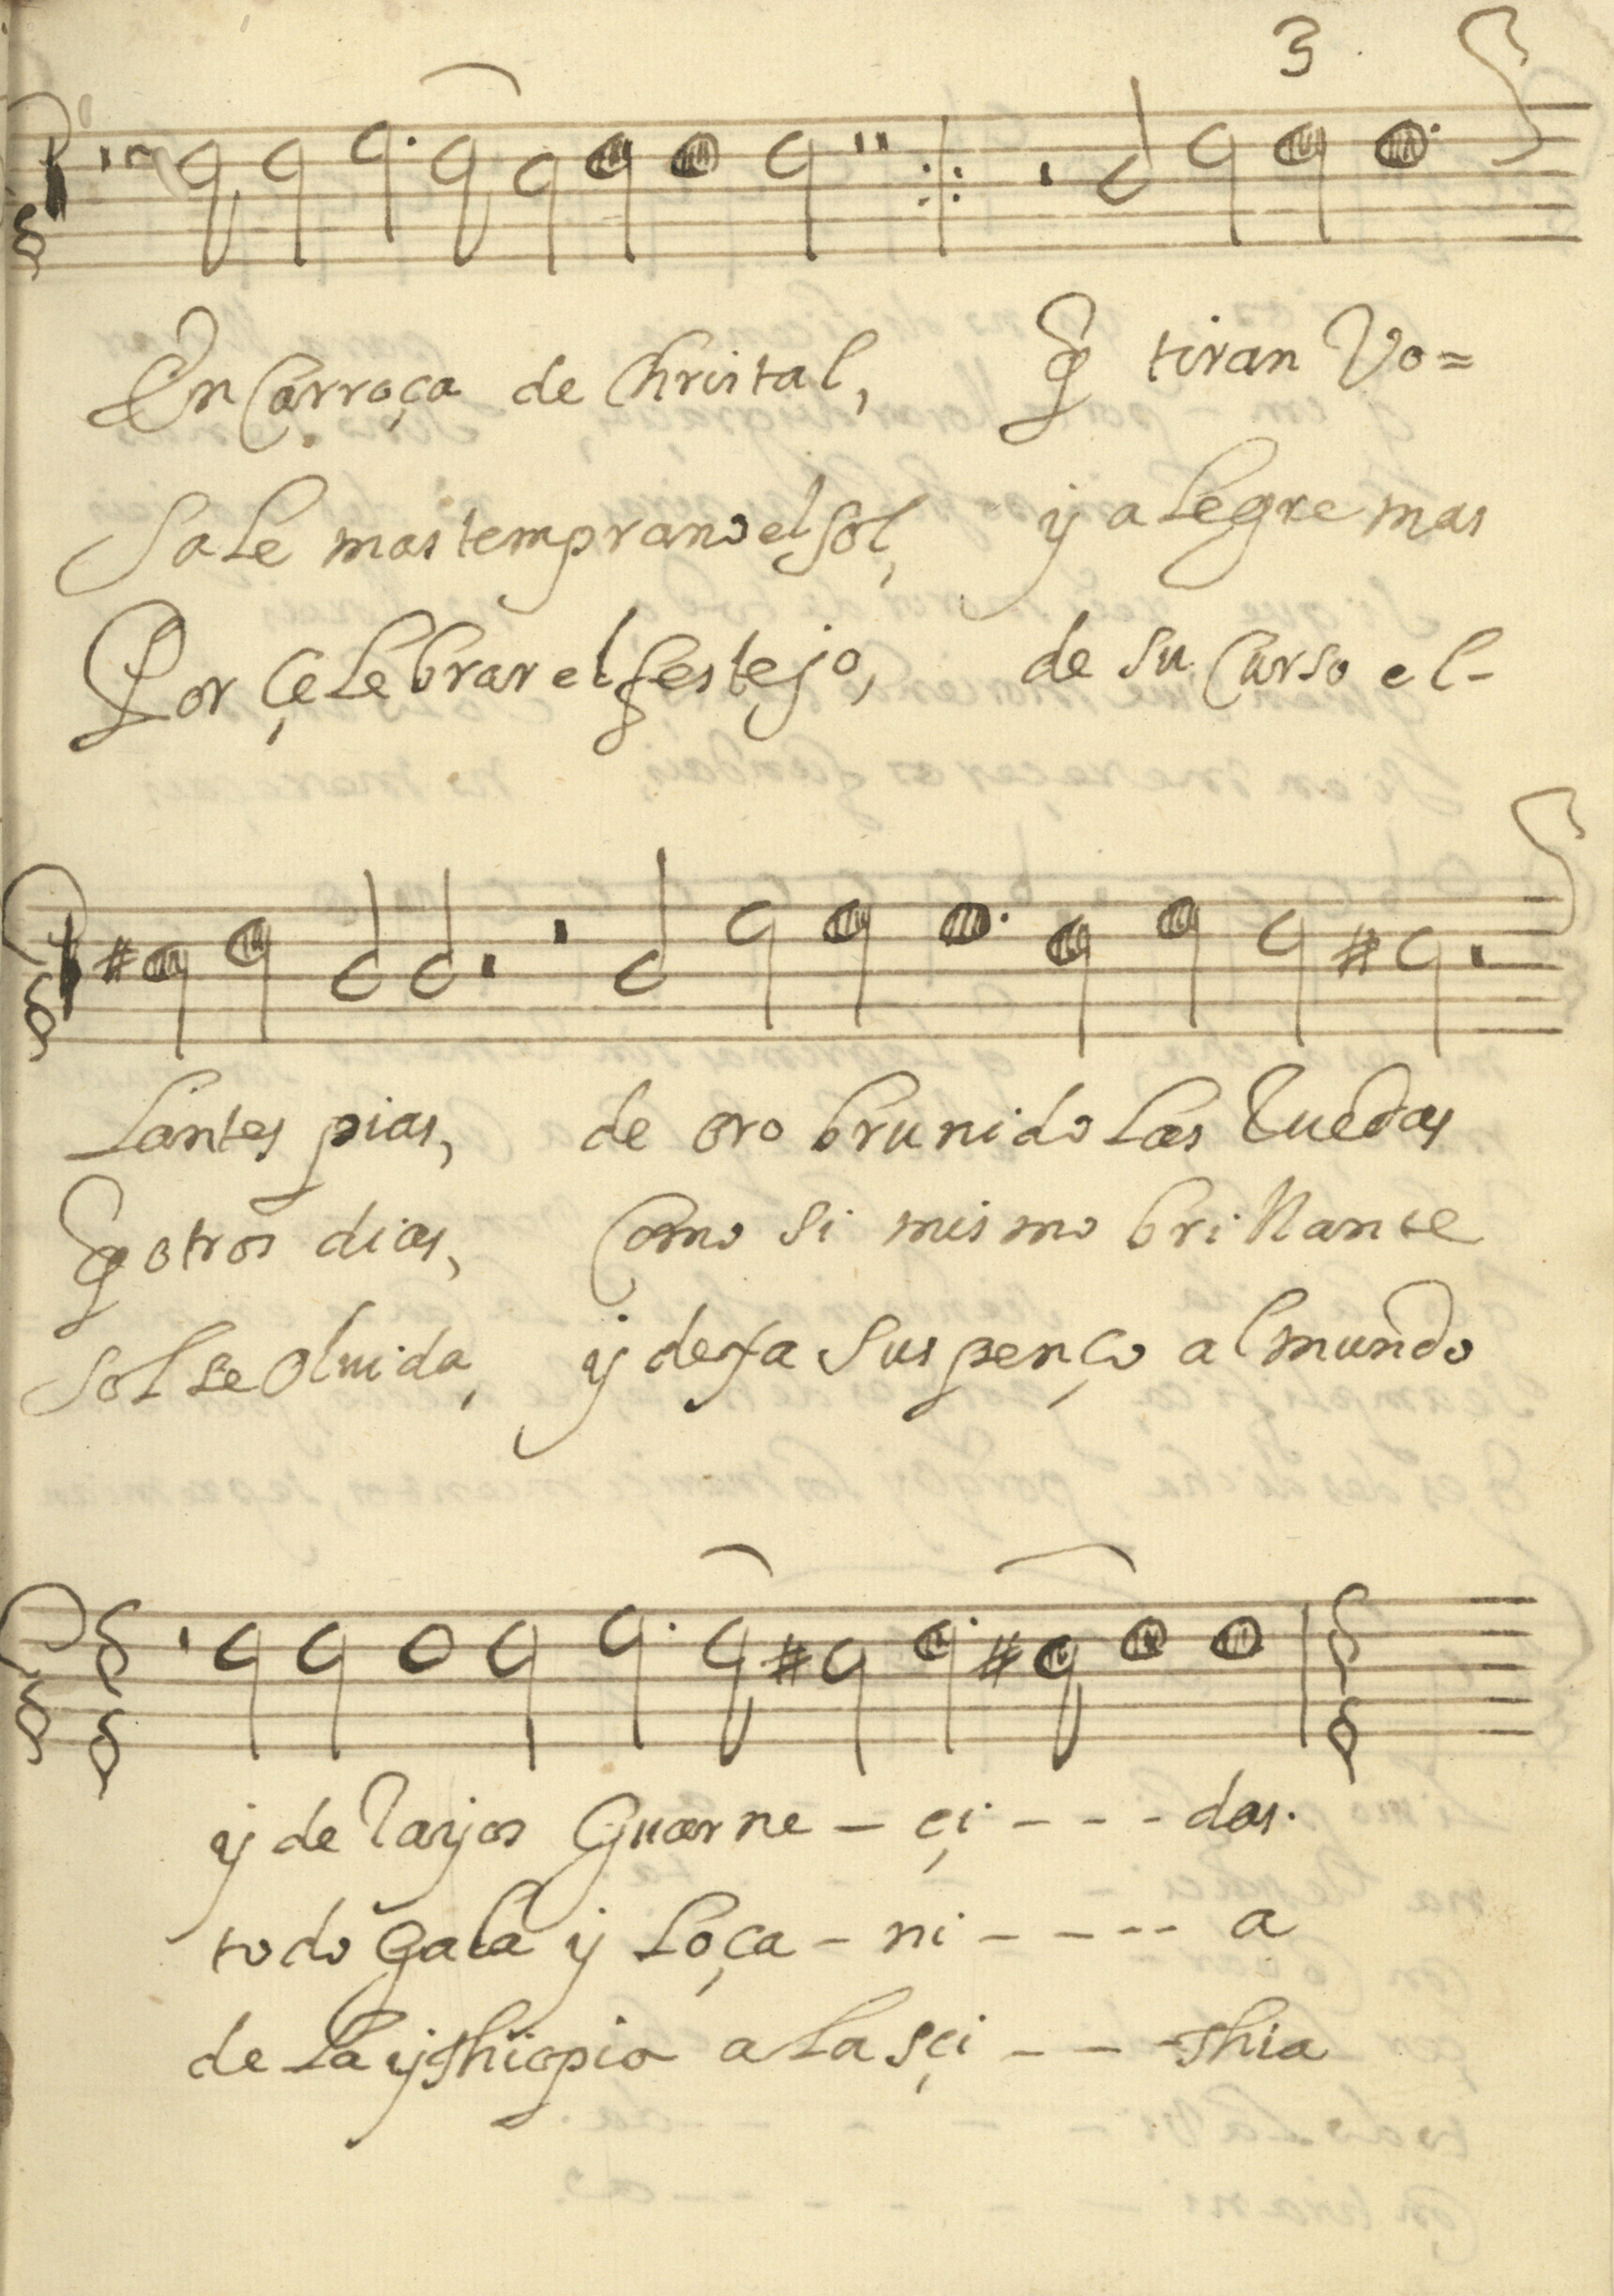 3
En Carroça de Christal, q̃ tiran Vo=
Sale mas temprano el sol, y alegre mas
Por çelebrar el festejo, de su Curso el-
Lantes pias, de oro brunido las Ruedas
q̃ otros dias, Como si mismo brillante
sol se oluida, y dexa suspenço al mundo
y de Rayos Guarne - çi - - - das.
todo gala y Loça - ni - - - - a
de la ythiopia a la sçi - - - thia